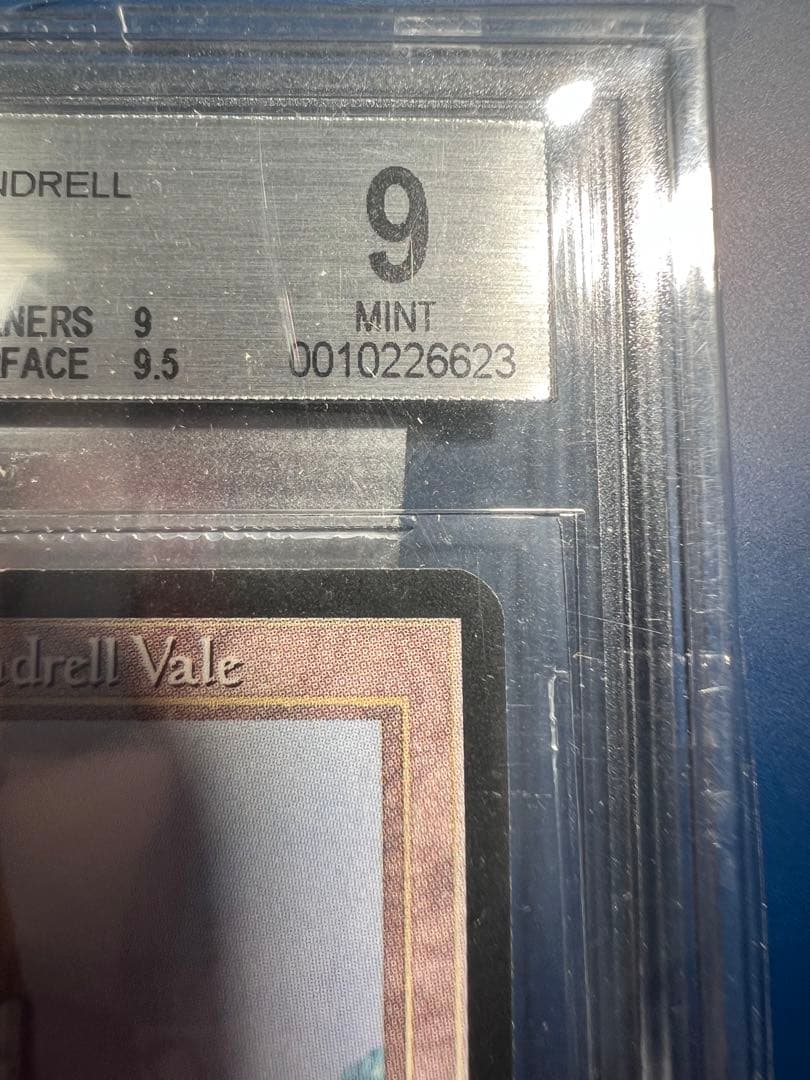 NDRELL
9
NERS 9
MINT
FACE 9.5
0010226623
drell Vale